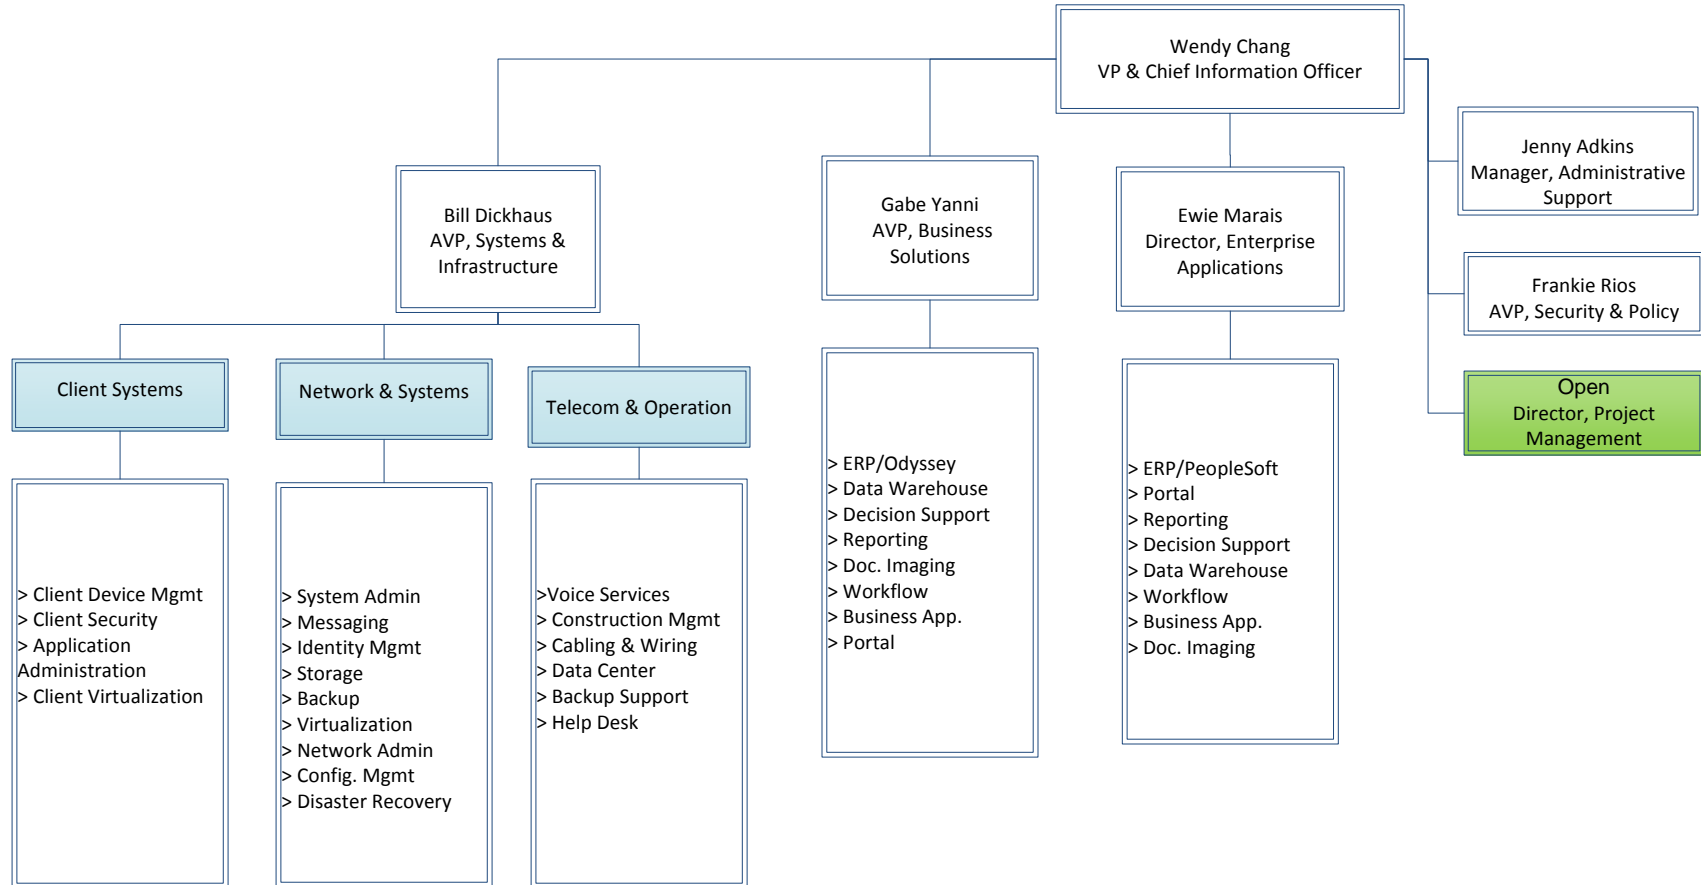 Wendy Chang
VP & Chief Information Officer
Jenny Adkins
Manager, Administrative
Support
Bill Dickhaus
AVP, Systems &
Infrastructure
Gabe Yanni
AVP, Business
Solutions
Ewie Marais
Director, Enterprise
Applications
Frankie Rios
AVP, Security & Policy
Open
Director, Project
Management
Client Systems
Network & Systems
Telecom & Operation
> Client Device Mgmt
> Client Security
> Application
Administration
> Client Virtualization
> System Admin
> Messaging
> Identity Mgmt
> Storage
> Backup
> Virtualization
> Network Admin
> Config. Mgmt
> Disaster Recovery
>Voice Services
> Construction Mgmt
> Cabling & Wiring
> Data Center
> Backup Support
> Help Desk
> ERP/Odyssey
> Data Warehouse
> Decision Support
> Reporting
> Doc. Imaging
> Workflow
> Business App.
> Portal
> ERP/PeopleSoft
> Portal
> Reporting
> Decision Support
> Data Warehouse
> Workflow
> Business App.
> Doc. Imaging